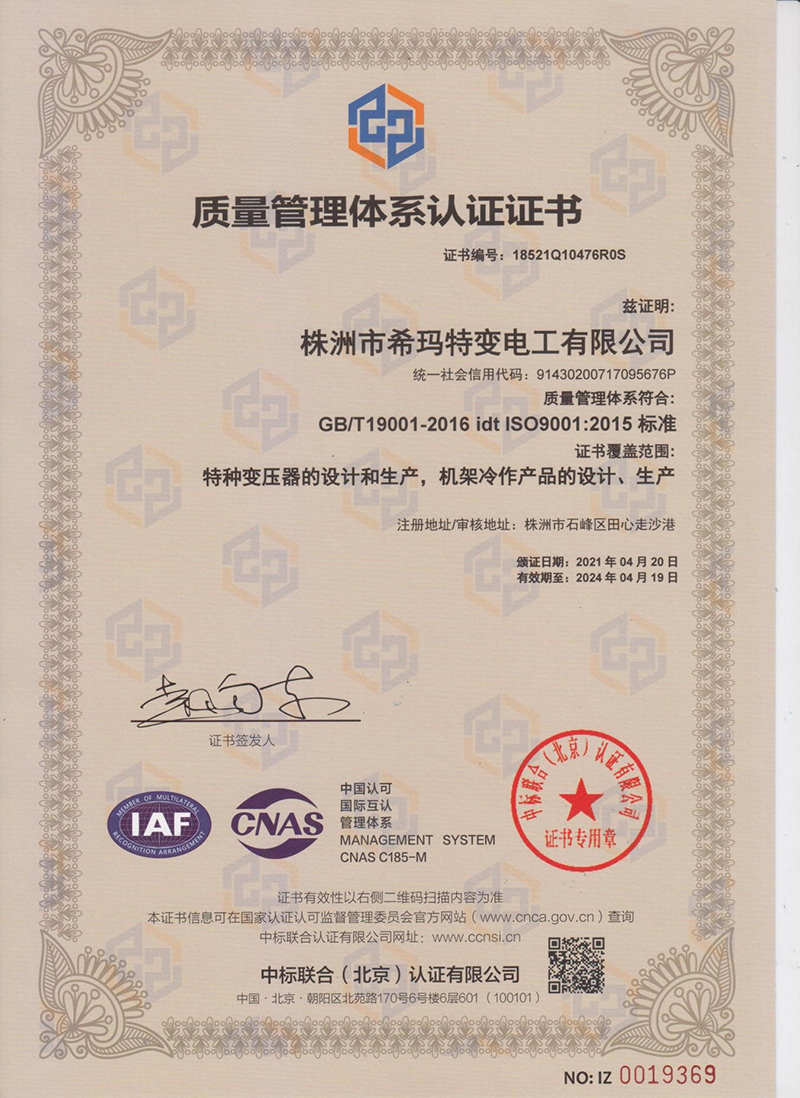 质量管理体系认证证书
证书编号：18521Q10476R0S
兹证明:
株洲市希玛特变电工有限公司
统一社会信用代码：91430200717095676P
质量管理体系符合:
GB/T19001-2016 idt ISO9001:2015 标准
证书覆盖范围:
特种变压器的设计和生产，机架冷作产品的设计、生产
注册地址/审核地址：株洲市石峰区田心走沙港
颁证日期：2021 年 04 月 20 日
有效期至：2024 年 04 月 19 日
证书签发人
MEMBER OF MULTILATERAL
IAF
RECOGNITION ARRANGEMENT
CNAS
中国认可
国际互认
管理体系
MANAGEMENT SYSTEM
CNAS C185-M
中标联合（北京）认证有限公司
证书专用章
证书有效性以右侧二维码扫描内容为准
本证书信息可在国家认证认可监督管理委员会官方网站（www.cnca.gov.cn）查询
中标联合认证有限公司网址：www.ccnsi.cn
中标联合（北京）认证有限公司
中国·北京·朝阳区北苑路170号6号楼6层601（100101）
NO: IZ 0019369